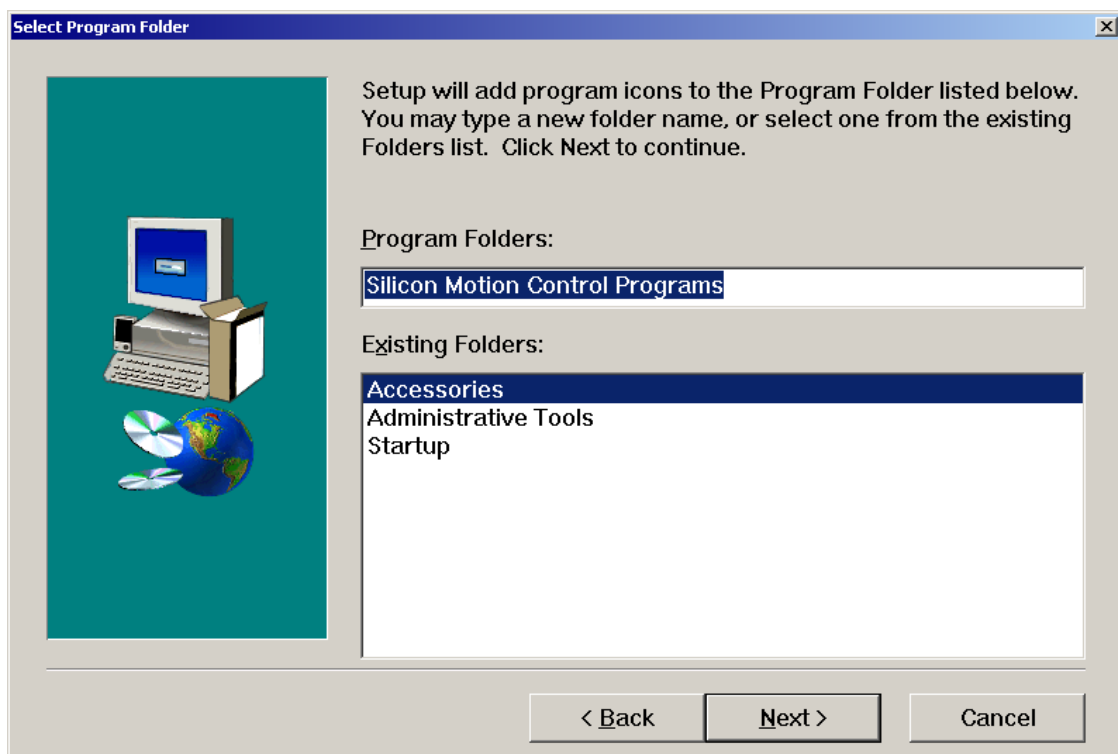 Select Program Folder
Setup will add program icons to the Program Folder listed below.
You may type a new folder name, or select one from the existing
Folders list. Click Next to continue.
Program Folders:
Silicon Motion Control Programs
Existing Folders:
Accessories
Administrative Tools
Startup
< Back Next > Cancel